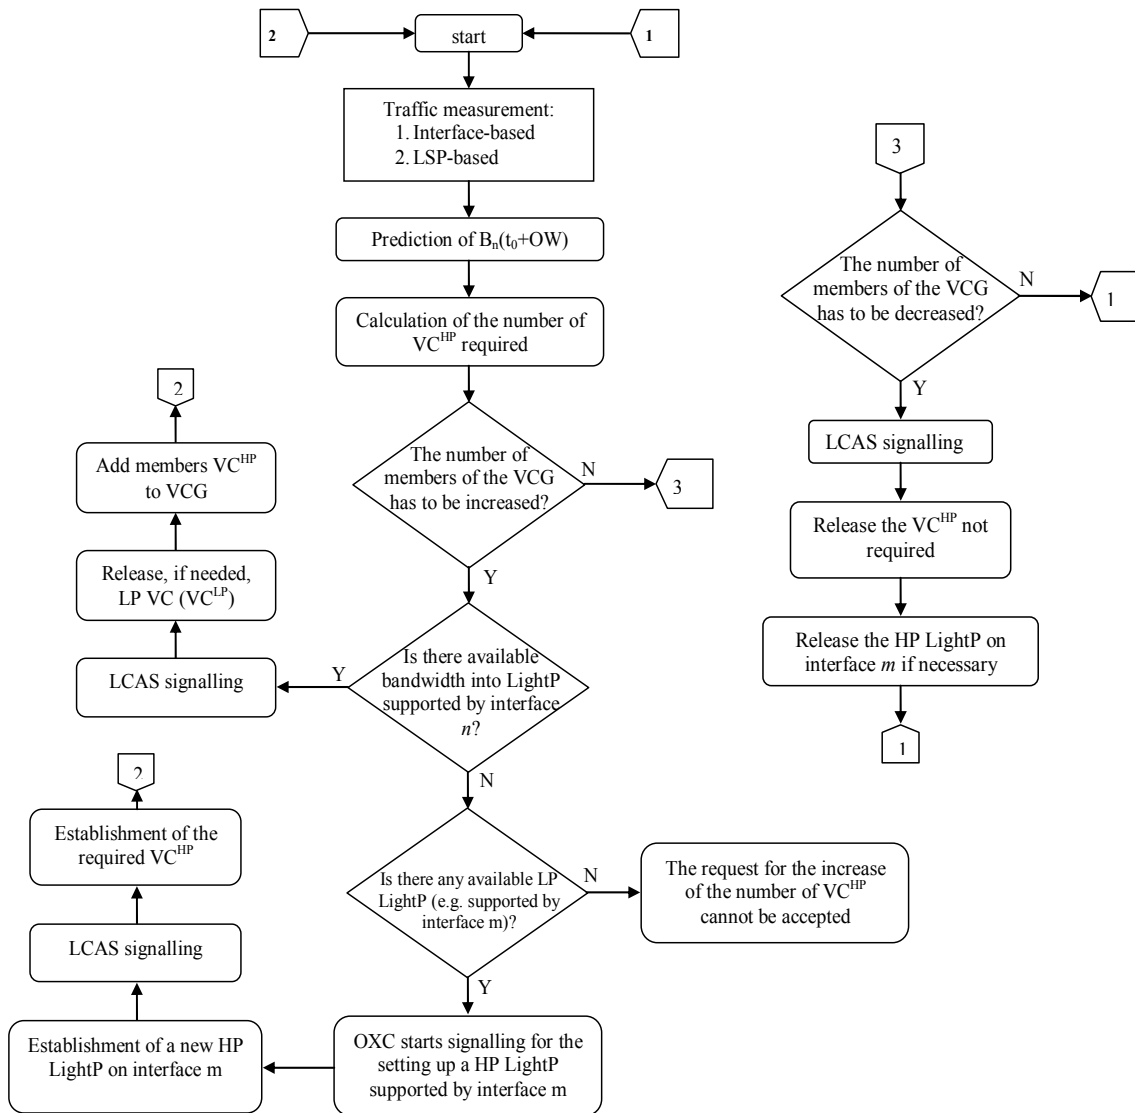 2
start
1
Traffic measurement:
1. Interface-based
2. LSP-based
Prediction of Bn(t0+OW)
Calculation of the number of
VCHP required
The number of
members of the VCG
has to be increased?
N
3
Y
Is there available
bandwidth into LightP
supported by interface
n?
Y
LCAS signalling
Release, if needed,
LP VC (VCLP)
Add members VCHP
to VCG
2
N
Is there any available LP
LightP (e.g. supported by
interface m)?
N
The request for the increase
of the number of VCHP
cannot be accepted
Y
OXC starts signalling for the
setting up a HP LightP
supported by interface m
Establishment of a new HP
LightP on interface m
LCAS signalling
Establishment of the
required VCHP
2
3
The number of
members of the VCG
has to be decreased?
N
1
Y
LCAS signalling
Release the VCHP not
required
Release the HP LightP on
interface m if necessary
1